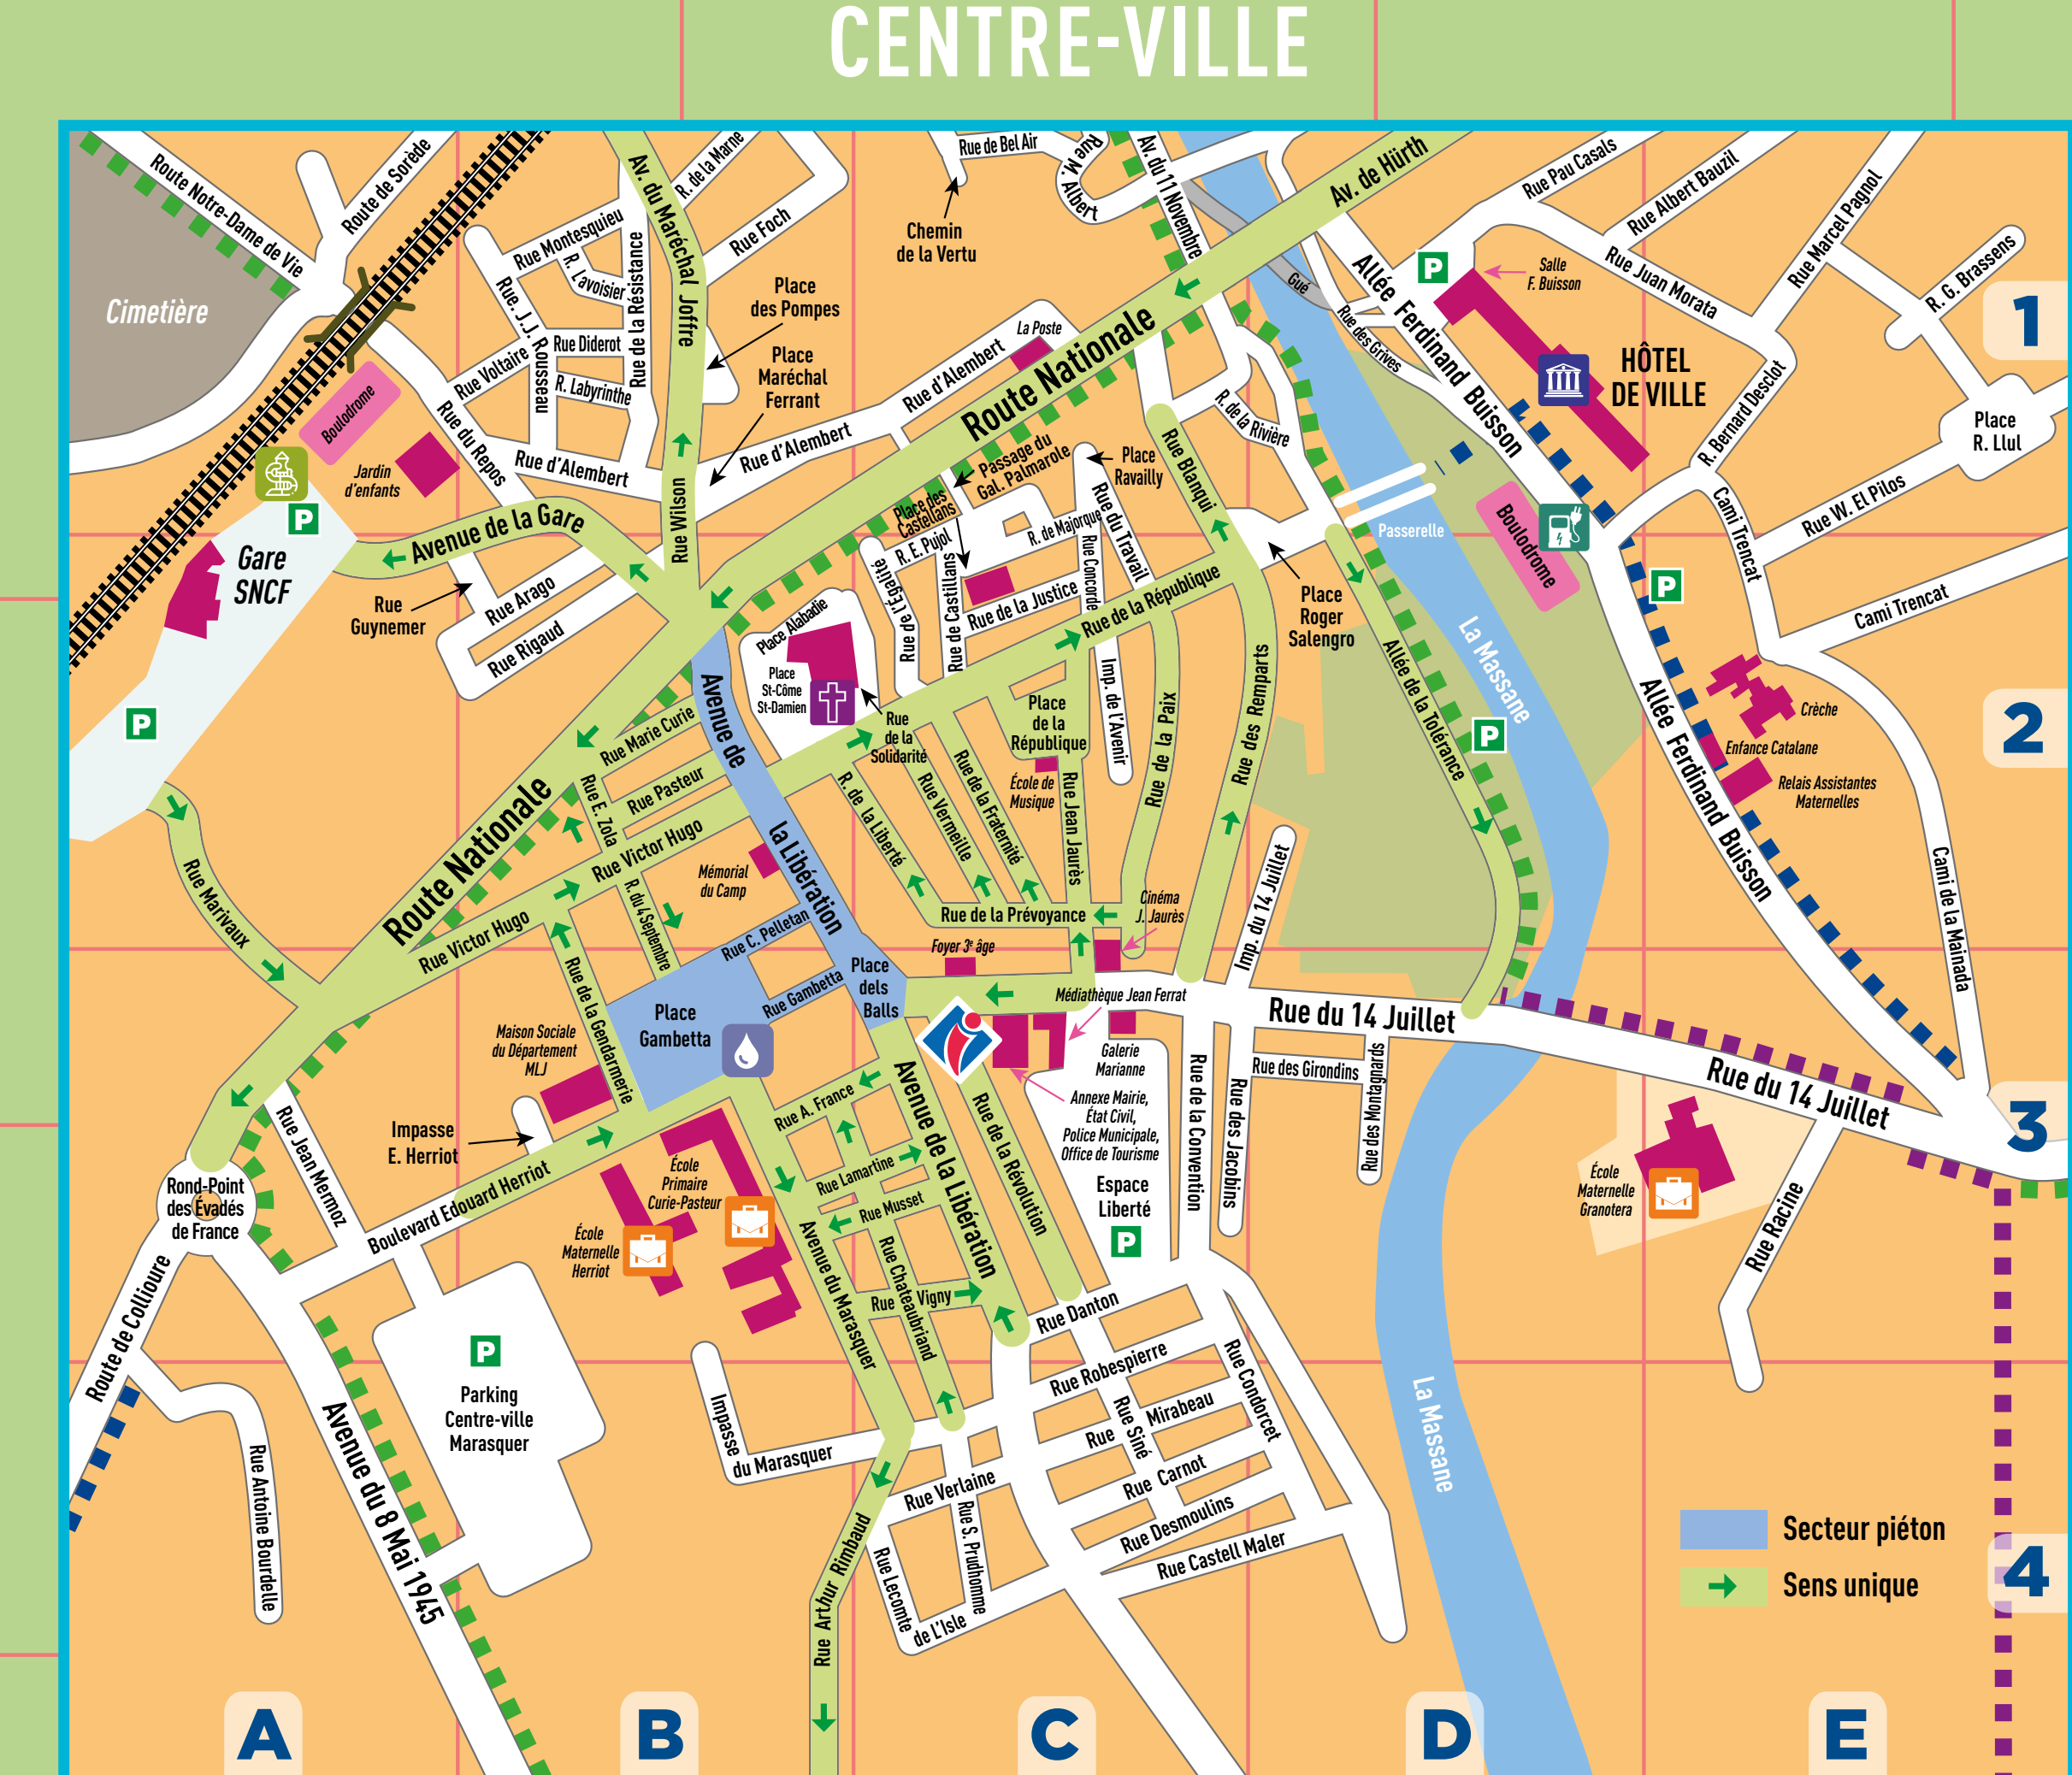 CENTRE-VILLE
Route Notre-Dame de Vie
Route de Sorède
Cimetière
Boulodrome
Jardin
d'enfants
P
Gare
SNCF
P
Rue Montesquieu
R. Lavoisier
Rue. J.J. Rousseau
Rue Diderot
Rue Voltaire
R. Labyrinthe
Rue de la Résistance
Rue du Repos
Rue d'Alembert
Av. du Maréchal Joffre
R. de la Marne
Rue Foch
Place
des Pompes
Place
Maréchal
Ferrant
Rue Wilson
Avenue de la Gare
Rue
Guynemer
Rue Arago
Rue Rigaud
Rue de Bel Air
Chemin
de la Vertu
Rue M. Albert
Av. du 11 Novembre
Av. de Hürth
La Poste
Rue d'Alembert
Rue d'Alembert
Route Nationale
Passage du
Gal. Palmarole
Place
Ravailly
Place des
Castellans
R. E. Pujol
R. de Majorque
Rue du Travail
Rue Concorde
Rue de L'Égalité
Rue de Castillans
Rue de la Justice
Rue de la République
Rue Blanqui
R. de la Rivière
Gué
Rue des Grives
Allée Ferdinand Buisson
P
Salle
F. Buisson
HÔTEL
DE VILLE
Rue Pau Casals
Rue Albert Bauzil
Rue Juan Morata
Rue Marcel Pagnol
R. G. Brassens
R. Bernard Desclot
Place
R. Llul
Rue W. El Pilos
Cami Trencat
Cami Trencat
1
Passerelle
Boulodrome
P
Place
Roger
Salengro
La Massane
Allée de la Tolérance
P
Crèche
Enfance Catalane
Relais Assistantes
Maternelles
Allée Ferdinand Buisson
Cami de la Mainada
2
Place Alabadie
Place
St-Côme
St-Damien
Rue
de la
Solidarité
Avenue de
la Libération
Rue Marie Curie
Rue Pasteur
Rue E. Zola
Rue Victor Hugo
Route Nationale
Rue Victor Hugo
Rue Marivaux
R. du 4 Septembre
Mémorial
du Camp
Rue C. Pelletan
Rue Gambetta
Place
dels
Balls
Place
Gambetta
Rue de la Gendarmerie
Maison Sociale
du Département
MLJ
R. de la Liberté
Rue Vermeille
Rue de la Fraternité
Place
de la
République
École de
Musique
Rue Jean Jaurès
Imp. de l'Avenir
Rue de la Paix
Rue des Remparts
Rue de la Prévoyance
Cinéma
J. Jaurès
Foyer 3e âge
Médiathèque Jean Ferrat
Galerie
Marianne
Annexe Mairie,
État Civil,
Police Municipale,
Office de Tourisme
Espace
Liberté
P
Imp. du 14 Juillet
Rue du 14 Juillet
Rue des Girondins
Rue des Montagnards
Rue des Jacobins
Rue de la Convention
Rue du 14 Juillet
École
Maternelle
Granotera
Rue Racine
3
Impasse
E. Herriot
Boulevard Edouard Herriot
Rue Jean Mermoz
Rond-Point
des Évadés
de France
Route de Collioure
École
Primaire
Curie-Pasteur
École
Maternelle
Herriot
Rue A. France
Rue Lamartine
Rue Musset
Rue Vigny
Rue Chateaubriand
Avenue du Marasquer
Avenue de la Libération
Rue de la Révolution
Rue Danton
Rue Robespierre
Rue Mirabeau
Rue Siné
Rue Carnot
Rue Desmoulins
Rue Condorcet
Rue Castell Maler
P
Parking
Centre-ville
Marasquer
Impasse
du Marasquer
Rue Verlaine
Rue S. Prudhomme
Rue Lecomte
de L'Isle
Rue Arthur Rimbaud
Avenue du 8 Mai 1945
Rue Antoine Bourdelle
La Massane
Secteur piéton
Sens unique
4
A
B
C
D
E